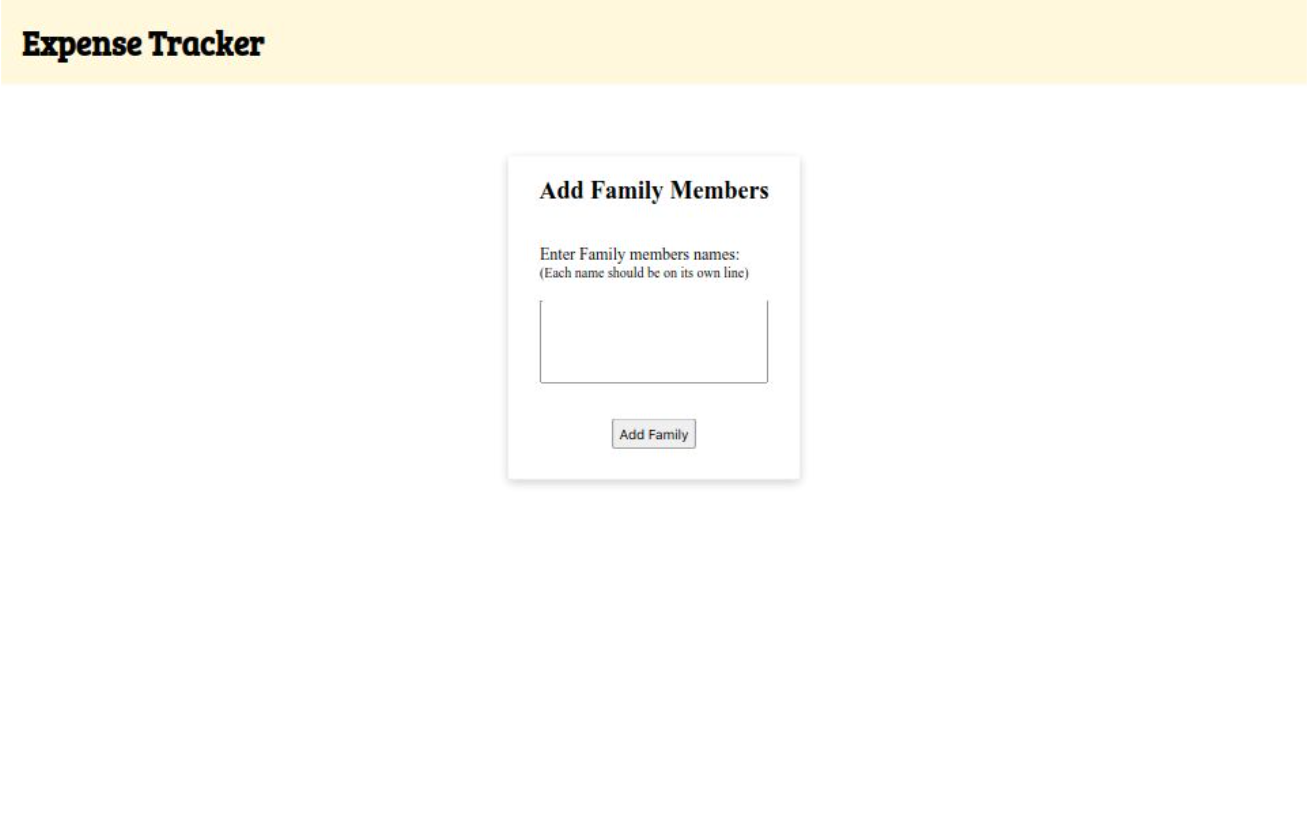 Expense Tracker
Add Family Members
Enter Family members names:
(Each name should be on its own line)
Add Family